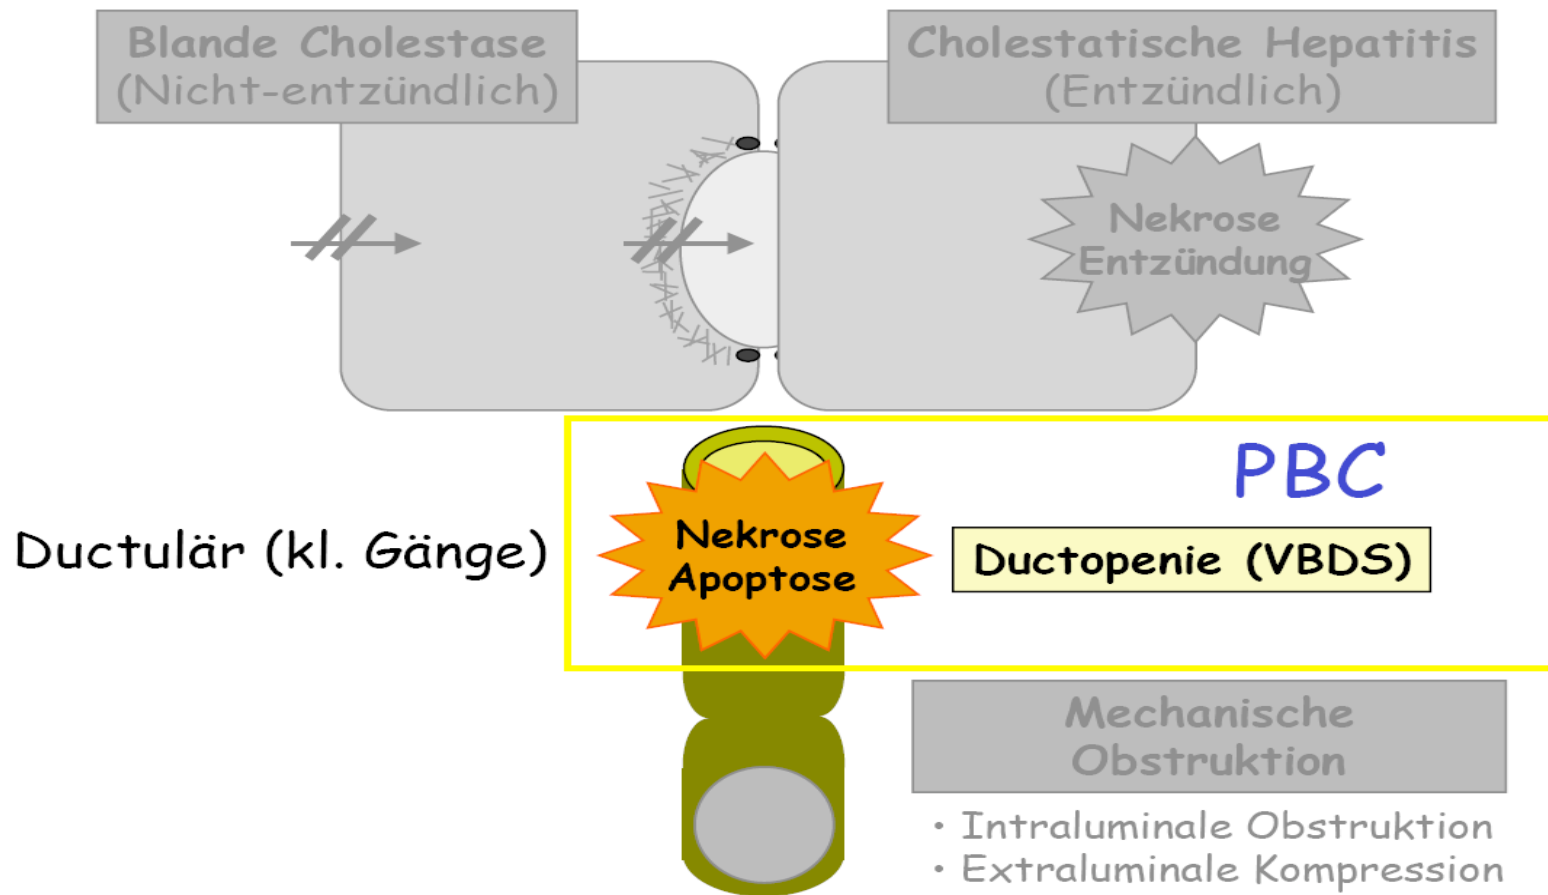 Blande Cholestase
(Nicht-entzündlich)
Cholestatische Hepatitis
(Entzündlich)
Nekrose
Entzündung
PBC
Ductulär (kl. Gänge)
Nekrose
Apoptose
Ductopenie (VBDS)
Mechanische
Obstruktion
• Intraluminale Obstruktion
• Extraluminale Kompression